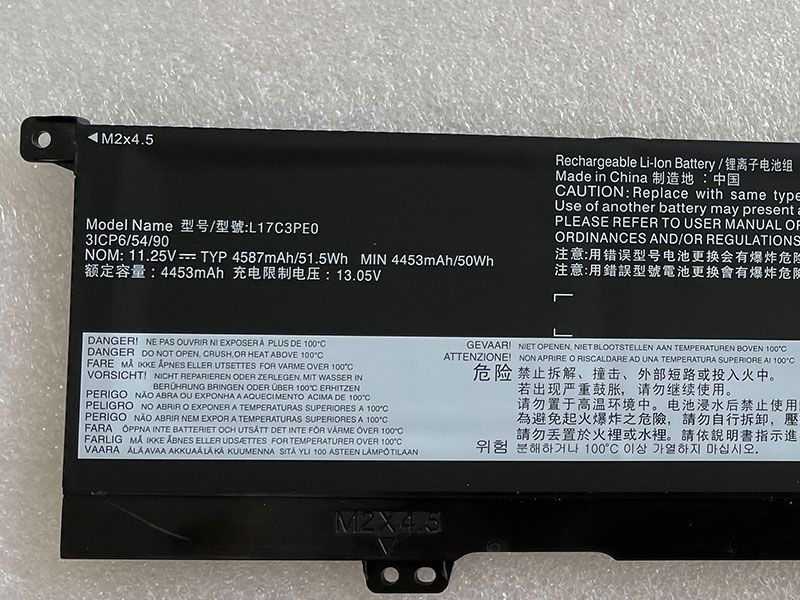 ◀M2x4.5
Rechargeable Li-Ion Battery / 锂离子电池组
Made in China 制造地 : 中国
CAUTION: Replace with same type
Use of another battery may present a
PLEASE REFER TO USER MANUAL OR
ORDINANCES AND/OR REGULATIONS
注意:用错误型号电池更换会有爆炸危险
注意:用錯誤型號電池更換會有爆炸危險
Model Name 型号/型號:L17C3PE0
3ICP6/54/90
NOM: 11.25V⎓ TYP 4587mAh/51.5Wh MIN 4453mAh/50Wh
额定容量: 4453mAh 充电限制电压: 13.05V
DANGER! NE PAS OUVRIR NI EXPOSER À PLUS DE 100°C
DANGER DO NOT OPEN, CRUSH,OR HEAT ABOVE 100°C
FARE MÅ IKKE ÅPNES ELLER UTSETTES FOR VARME OVER 100°C
VORSICHT! NICHT REPARIEREN ODER ZERLEGEN, MIT WASSER IN
BERÜHRUNG BRINGEN ODER ÜBER 100°C ERHITZEN
PERIGO NÃO ABRA OU EXPONHA A AQUECIMENTO ACIMA DE 100°C
PELIGRO NO ABRIR O EXPONER A TEMPERATURAS SUPERIORES A 100°C
PERIGO NÃO ABRIR NEM EXPOR A TEMPERATURAS SUPERIORES A 100°C
FARA ÖPPNA INTE BATTERIET OCH UTSÄTT DET INTE FÖR VÄRME ÖVER 100°C
FARLIG MÅ IKKE ÅBNES ELLER UDSÆTTES FOR TEMPERATURER OVER 100°C
VAARA ÄLÄ AVAA AKKUA ÄLÄKÄ KUUMENNA SITÄ YLI 100 ASTEEN LÄMPÖTILAAN
GEVAAR! NIET OPENEN, NIET BLOOTSTELLEN AAN TEMPERATUREN BOVEN 100°C
ATTENZIONE! NON APRIRE O RISCALDARE AD UNA TEMPERATURA SUPERIORE AI 100°C
危险 禁止拆解、撞击、外部短路或投入火中。
若出现严重鼓胀，请勿继续使用。
请勿置于高温环境中。电池浸水后禁止使用
為避免起火爆炸之危險，請勿自行拆卸，壓
請勿丟置於火裡或水裡。請依說明書指示進
위험 분해하거나 100°C 이상 가열하지 마십시오.
M2X4.5